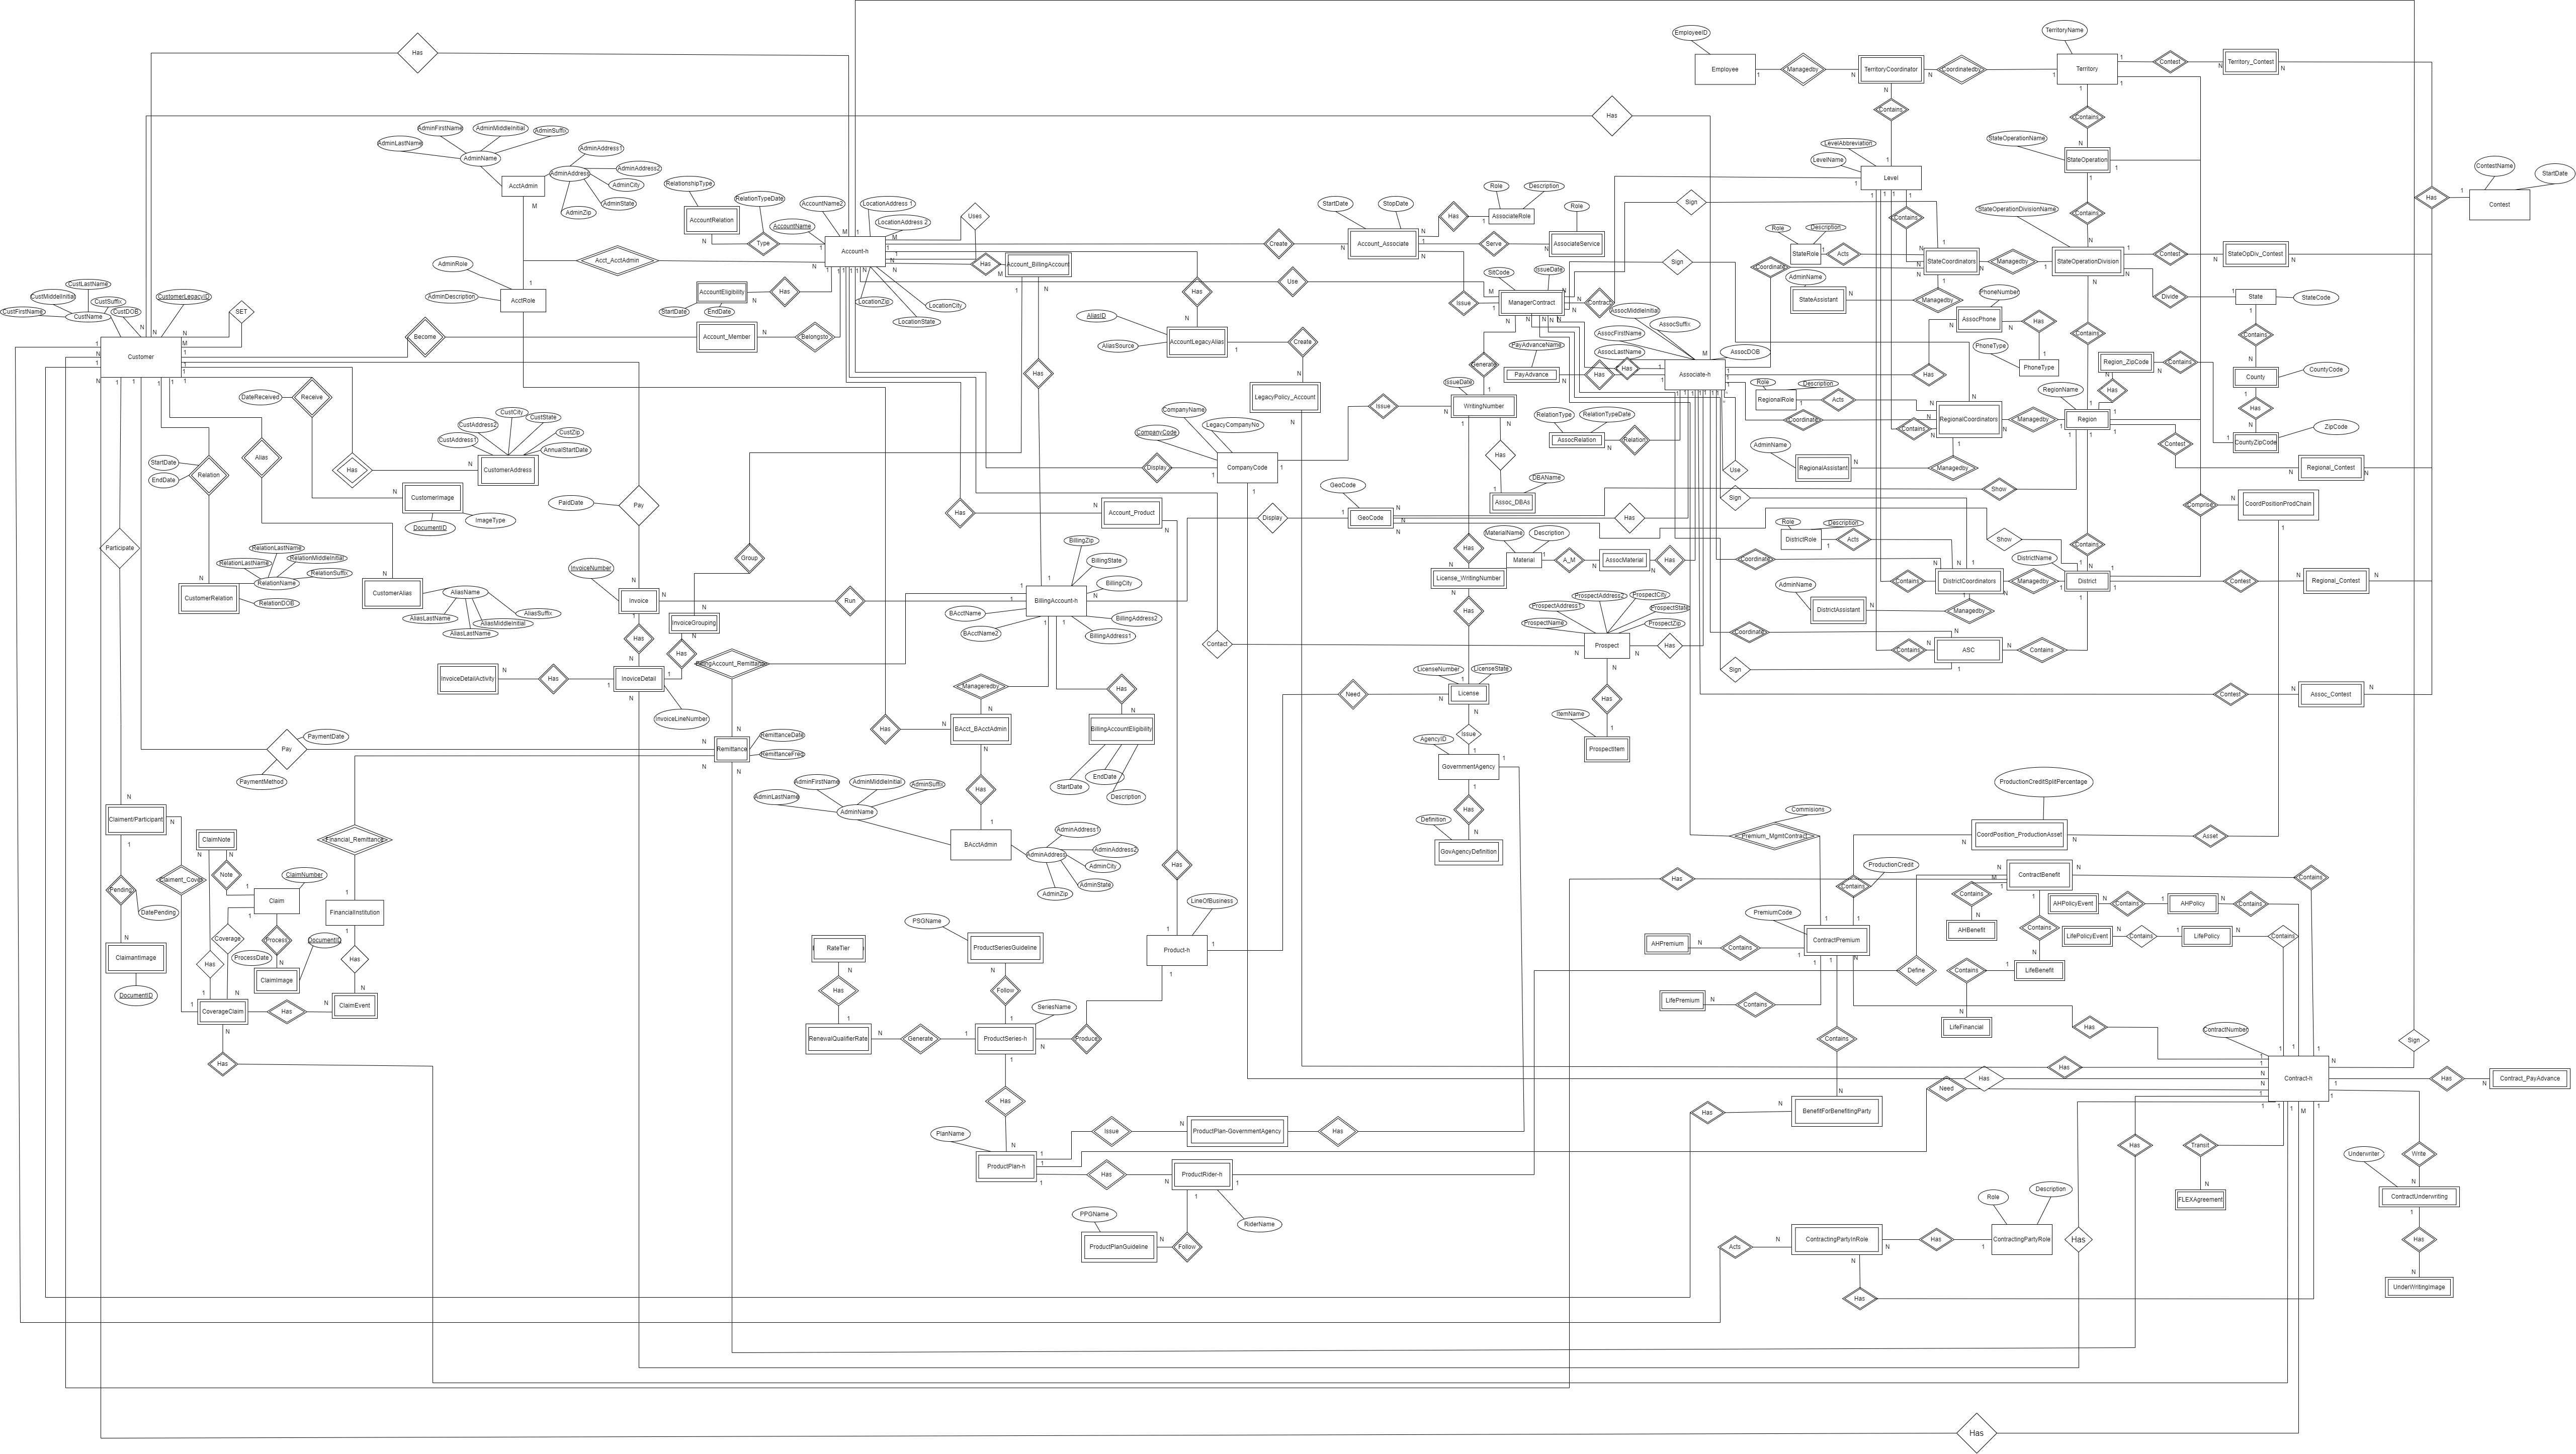 Has
EmployeeID
Employee
1
Managedby
N
TerritoryCoordinator
N
Coordinatedby
1
TerritoryName
Territory
1
Contest
N
Territory_Contest
N
Contains
Contains
LevelAbbreviation
LevelName
Level
StateOperationName
StateOperation
Contains
StateOperationDivisionName
StateOperationDivision
Contest
StateOpDiv_Contest
ContestName
StartDate
Has
Contest
Has
AdminFirstName
AdminMiddleInitial
AdminSuffix
AdminLastName
AdminName
AdminAddress1
AdminAddress2
AdminAddress
AdminCity
AdminState
AdminZip
AcctAdmin
M
RelationshipType
RelationTypeDate
AccountRelation
Type
AccountName2
AccountName
LocationAddress 1
LocationAddress 2
Account-h
Uses
Has
Account_BillingAccount
Create
StartDate
StopDate
Account_Associate
Has
Role
Description
AssociateRole
Role
Serve
AssociateService
Sign
Sign
Contains
Role
Description
StateRole
Acts
StateCoordinators
Managedby
Coordinate
AdminName
StateAssistant
Managedby
Divide
State
StateCode
Contains
County
CountyCode
Has
CountyZipCode
ZipCode
Region_ZipCode
Contains
Has
Acct_AcctAdmin
AdminRole
AdminDescription
AcctRole
AccountEligibility
Has
StartDate
EndDate
Account_Member
Belongsto
Become
LocationZip
LocationCity
LocationState
Use
Has
AliasID
AliasSource
AccountLegacyAlias
Create
LegacyPolicy_Account
Issue
SitCode
IssueDate
ManagerContract
Contract
AssocMiddleInitial
AssocSuffix
AssocFirstName
AssocLastName
AssocDOB
Associate-h
PayAdvanceName
PayAdvance
Has
Has
Generate
PhoneNumber
AssocPhone
Has
PhoneType
PhoneType
Has
CustLastName
CustMiddleInitial
CustSuffix
CustFirstName
CustName
CustDOB
CustomerLegacyID
SET
Customer
DateReceived
Receive
StartDate
EndDate
Relation
Alias
Has
CustAddress2
CustCity
CustState
CustAddress1
CustZip
AnnualStartDate
CustomerAddress
CustomerImage
DocumentID
ImageType
Participate
RelationLastName
RelationLastName
RelationMiddleInitial
RelationName
RelationSuffix
RelationDOB
CustomerRelation
CustomerAlias
AliasName
AliasLastName
AliasLastName
AliasMiddleInitial
AliasSuffix
PaidDate
Pay
InvoiceNumber
Invoice
Run
Has
Group
InvoiceGrouping
Has
InvoiceDetailActivity
Has
InoviceDetail
InvoiceLineNumber
BillingAccount_Remittance
Has
BillingZip
BillingState
BillingCity
BillingAddress2
BillingAddress1
BAcctName
BAcctName2
BillingAccount-h
Display
CompanyName
LegacyCompanyNo
CompanyCode
CompanyCode
Issue
IssueDate
WritingNumber
Has
DBAName
Assoc_DBAs
RelationType
RelationTypeDate
AssocRelation
Relation
Use
Role
Description
RegionalRole
Acts
Coordinate
Contains
RegionalCoordinators
Managedby
RegionName
Region
Contest
Regional_Contest
AdminName
RegionalAssistant
Managedby
Show
Sign
Comprise
CoordPositionProdChain
Has
Account_Product
Display
GeoCode
GeoCode
Has
Has
MaterialName
Description
Material
A_M
AssocMaterial
Has
License_WritingNumber
Has
Role
Description
DistrictRole
Acts
Show
Contains
Coordinate
Contains
DistrictCoordinators
Managedby
DistrictName
District
Contest
Regional_Contest
AdminName
DistrictAssistant
Managedby
Coordinate
Contains
ASC
Contains
Sign
Contact
ProspectAddress2
ProspectCity
ProspectAddress1
ProspectState
ProspectName
ProspectZip
Prospect
Has
Has
ItemName
ProspectItem
Contest
Assoc_Contest
Manageredby
Has
BAcct_BAcctAdmin
Has
BillingAccountEligibility
StartDate
EndDate
Description
Need
LicenseNumber
LicenseState
License
Issue
AgencyID
GovernmentAgency
Has
Definition
GovAgencyDefinition
Pay
PaymentDate
PaymentMethod
Remittance
RemittanceDate
RemittanceFreq
Financial_Remittance
Has
AdminFirstName
AdminMiddleInitial
AdminSuffix
AdminLastName
AdminName
BAcctAdmin
AdminAddress1
AdminAddress2
AdminAddress
AdminCity
AdminState
AdminZip
Claiment/Participant
Pending
DatePending
ClaimantImage
DocumentID
Claiment_Cover
ClaimNote
Note
ClaimNumber
Claim
Coverage
Process
ProcessDate
DocumentID
ClaimImage
Has
CoverageClaim
Has
ClaimEvent
FinancialInstitution
Has
Has
PSGName
ProductSeriesGuideline
Follow
RateTier
Has
RenewalQualifierRate
Generate
SeriesName
ProductSeries-h
Produce
LineOfBusiness
Product-h
Has
Has
PlanName
ProductPlan-h
Issue
ProductPlan-GovernmentAgency
Has
Has
ProductRider-h
RiderName
PPGName
ProductPlanGuideline
Follow
ProductionCreditSplitPercentage
CoordPosition_ProductionAsset
Asset
Commisions
Premium_MgmtContract
ProductionCredit
Contains
Has
ContractBenefit
Contains
Contains
AHBenefit
Contains
LifeBenefit
Contains
LifeFinancial
AHPolicyEvent
Contains
AHPolicy
Contains
LifePolicyEvent
Contains
LifePolicy
Contains
PremiumCode
ContractPremium
AHPremium
Contains
LifePremium
Contains
Define
Contains
Has
BenefitForBenefitingParty
Has
Has
Has
Need
ContractNumber
Contract-h
Sign
Has
Contract_PayAdvance
Has
Transit
FLEXAgreement
Write
Underwriter
ContractUnderwriting
Has
UnderWritingImage
Acts
ContractingPartyInRole
Has
Role
Description
ContractingPartyRole
Has
Has
Has